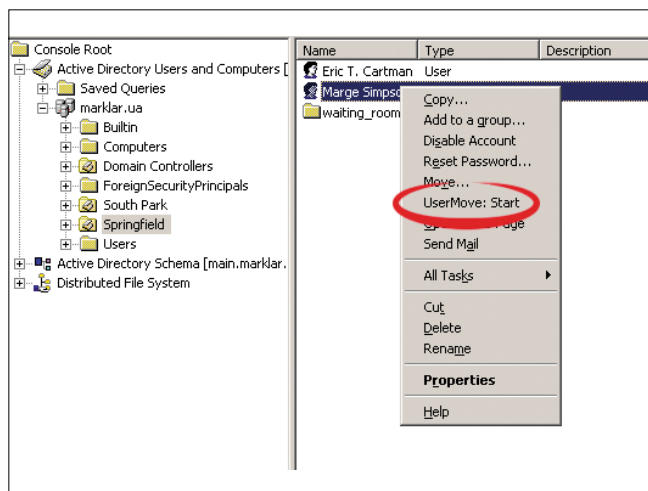 Console Root
Active Directory Users and Computers [
Saved Queries
marklar.ua
Builtin
Computers
Domain Controllers
ForeignSecurityPrincipals
South Park
Springfield
Users
Active Directory Schema [main.marklar.
Distributed File System
Name Type Description
Eric T. Cartman User
Marge Simpso
waiting_room
Copy...
Add to a group...
Disable Account
Reset Password...
Move...
UserMove: Start
Page
Send Mail
All Tasks
Cut
Delete
Rename
Properties
Help